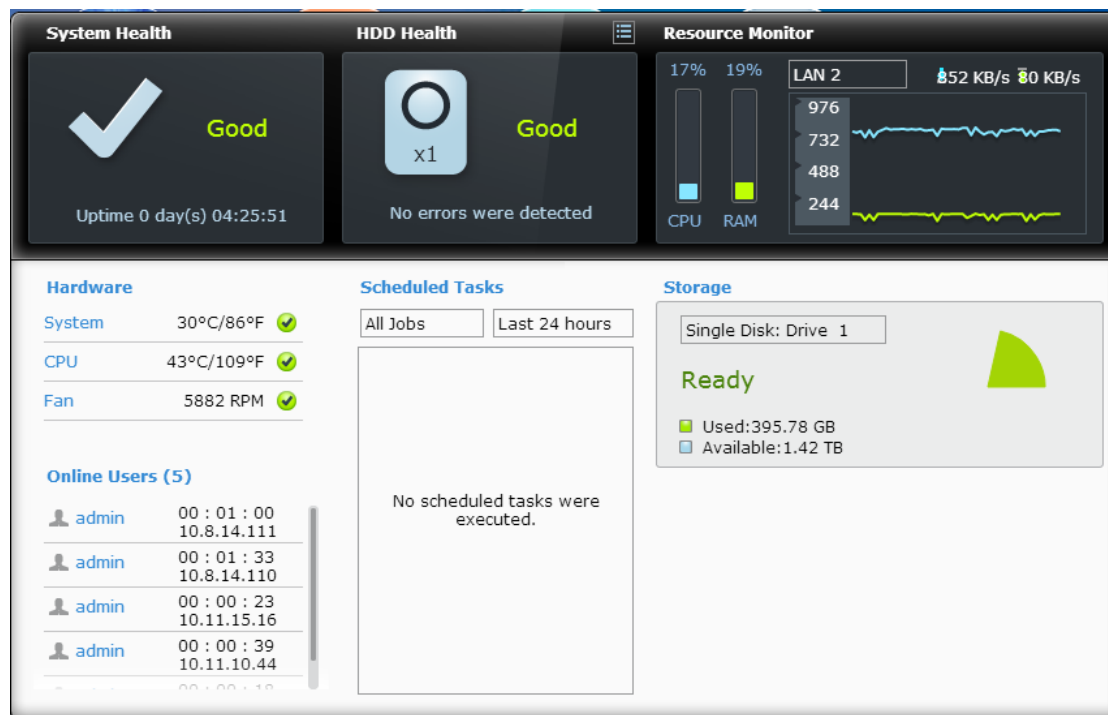 System Health
Good
Uptime 0 day(s) 04:25:51
HDD Health
x1
Good
No errors were detected
Resource Monitor
17% 19%
CPU RAM
LAN 2
852 KB/s 80 KB/s
976
732
488
244
Hardware
System 30°C/86°F
CPU 43°C/109°F
Fan 5882 RPM
Online Users (5)
admin 00 : 01 : 00
10.8.14.111
admin 00 : 01 : 33
10.8.14.110
admin 00 : 00 : 23
10.11.15.16
admin 00 : 00 : 39
10.11.10.44
Scheduled Tasks
All Jobs Last 24 hours
No scheduled tasks were
executed.
Storage
Single Disk: Drive 1
Ready
Used:395.78 GB
Available:1.42 TB